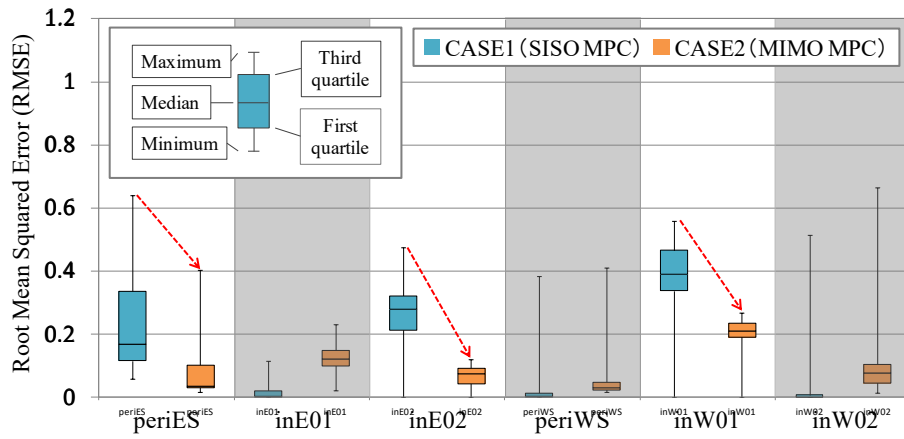 Root Mean Squared Error (RMSE)
1.2
1
0.8
0.6
0.4
0.2
0
Maximum
Median
Minimum
Third
quartile
First
quartile
CASE1（SISO MPC）
CASE2（MIMO MPC）
periES periES inE01 inE01 inE02 inE02 periWS periWS inW01 inW01 inW02 inW02
periES inE01 inE02 periWS inW01 inW02